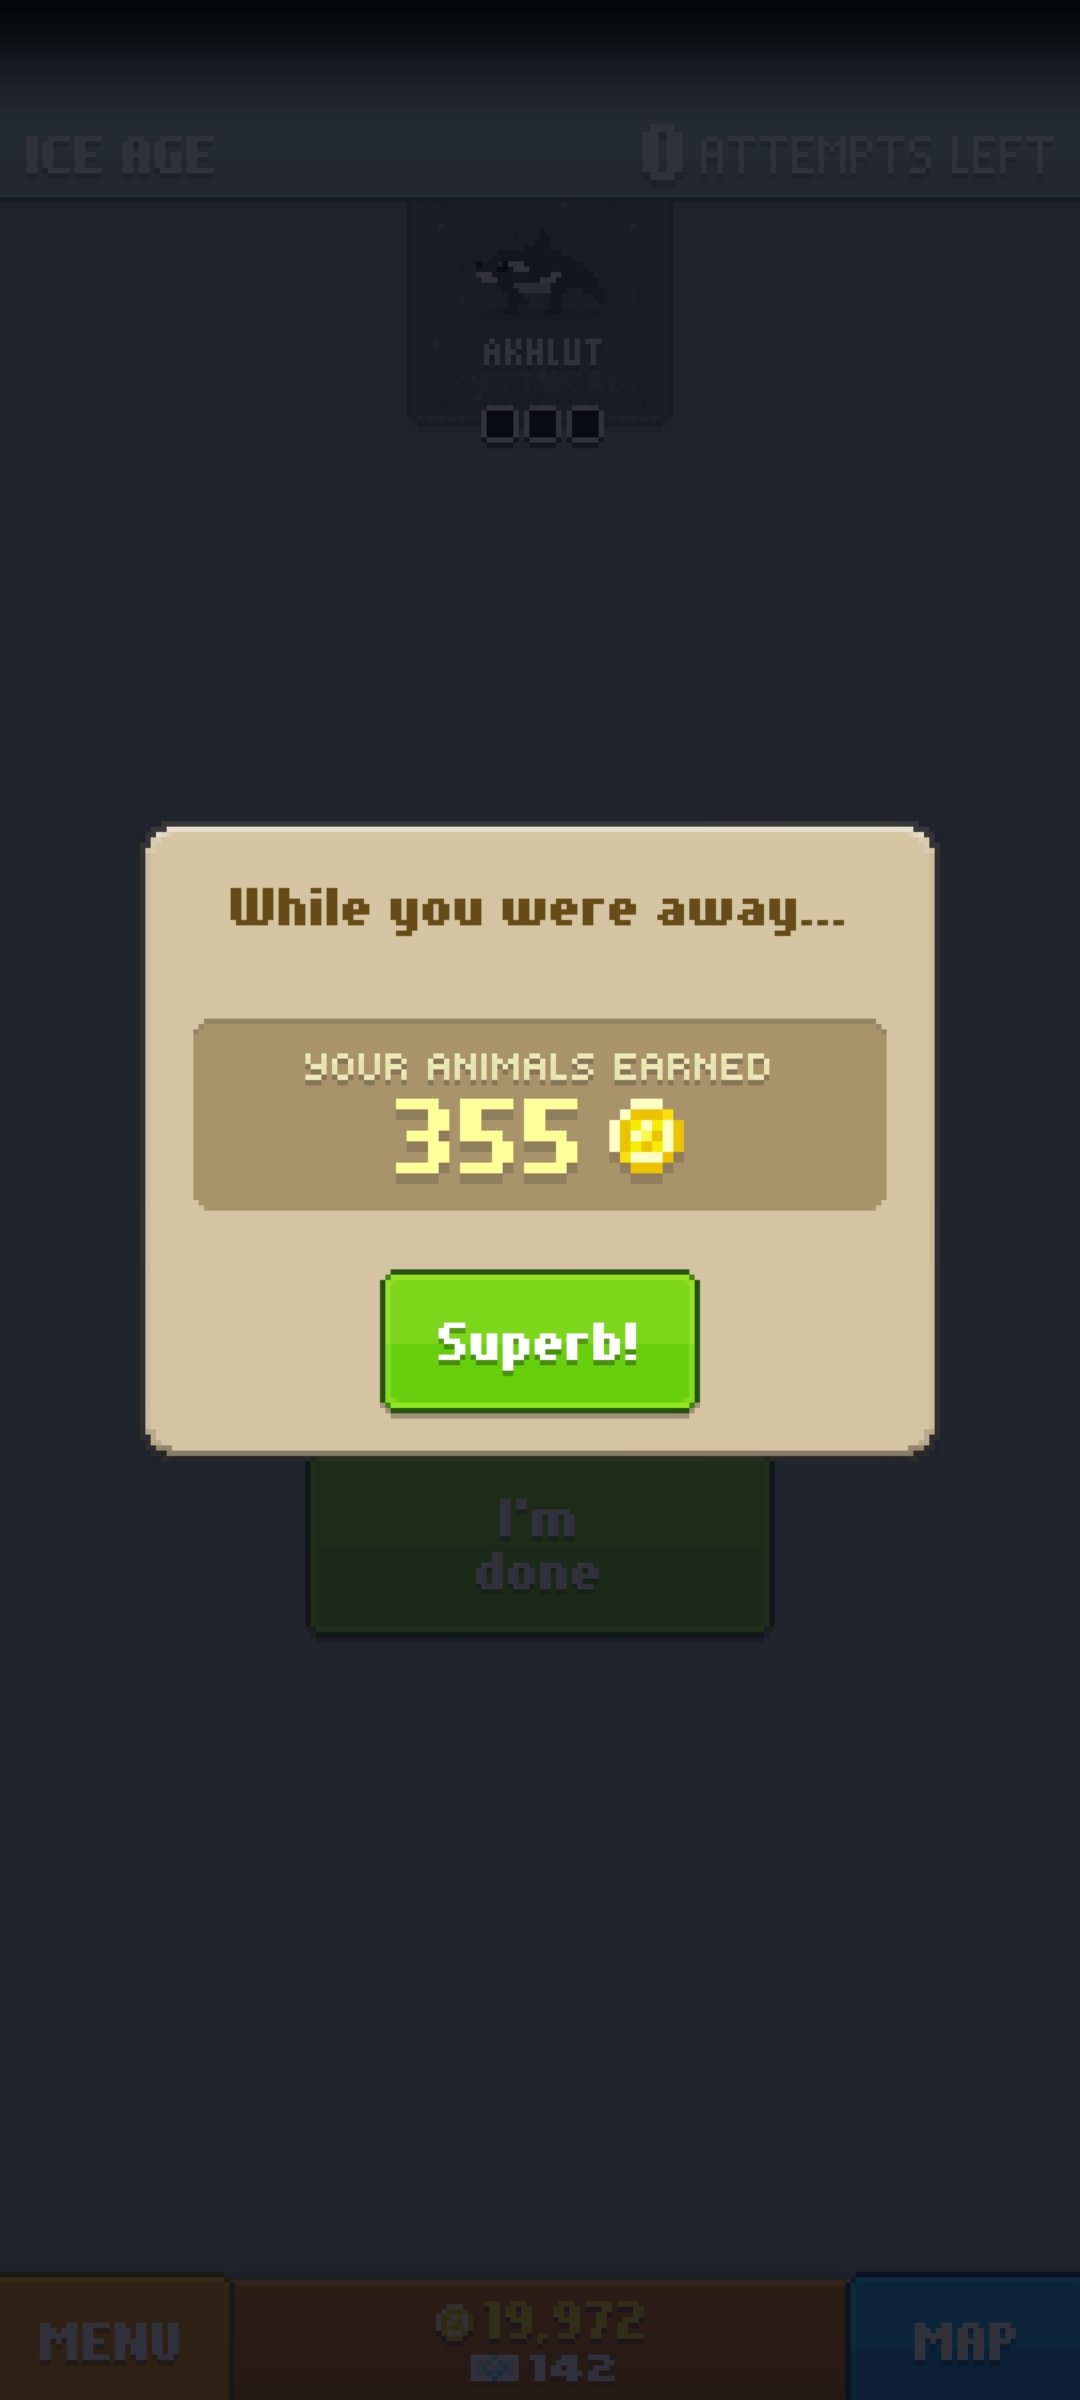 ICE AGE
0 ATTEMPTS LEFT
AKHLUT
While you were away...
YOUR ANIMALS EARNED
355
Superb!
I'm
done
MENU
19,972
142
MAP